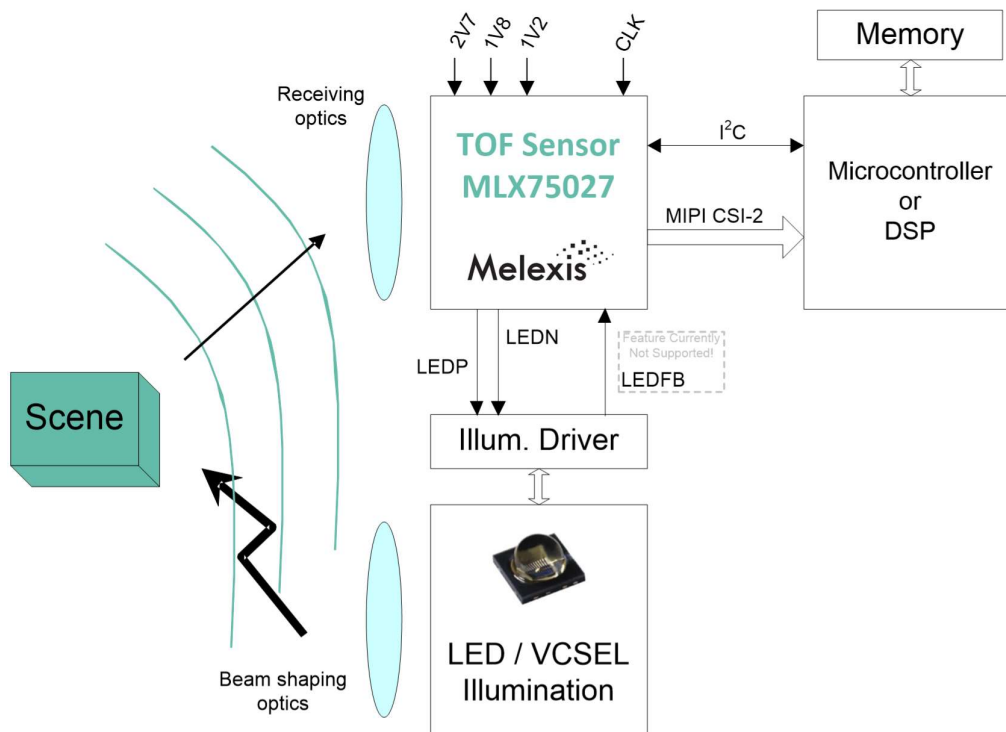 2V7
1V8
1V2
CLK
Memory
Receiving
optics
TOF Sensor
MLX75027
Melexis
I²C
MIPI CSI-2
Microcontroller
or
DSP
LEDP
LEDN
Feature Currently
Not Supported!
LEDFB
Scene
Illum. Driver
LED / VCSEL
Illumination
Beam shaping
optics